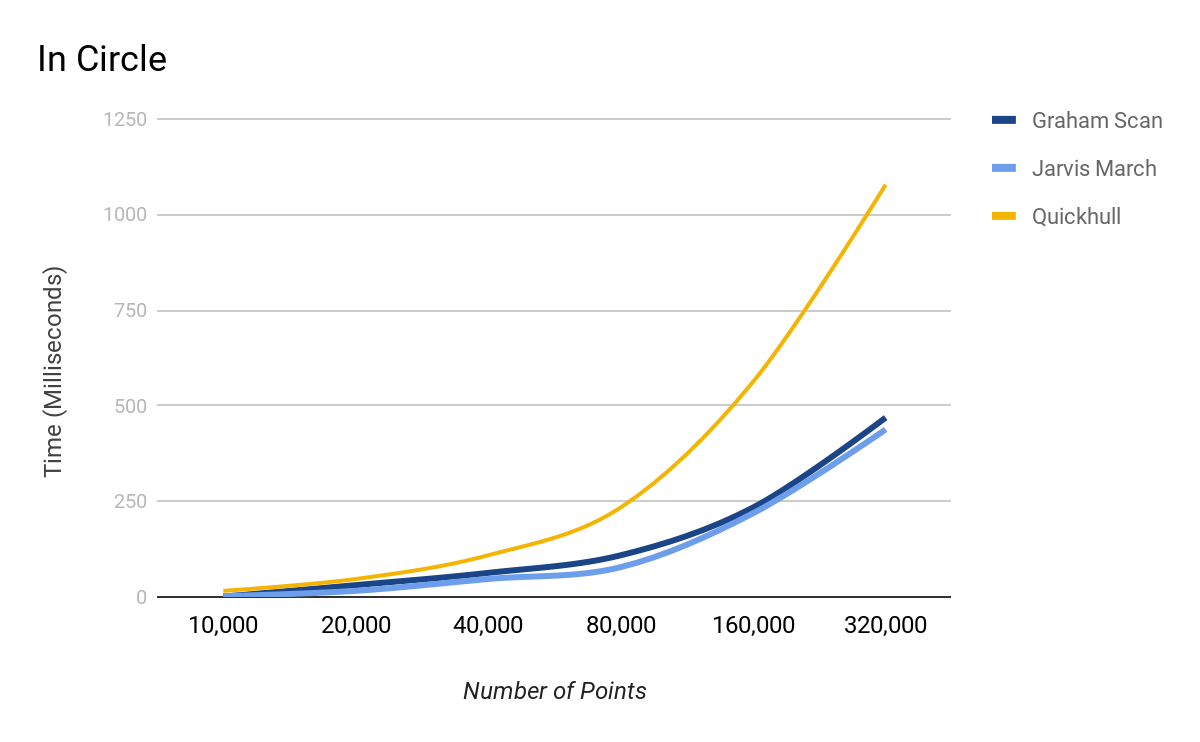 In Circle
1250
1000
750
500
250
0
Time (Milliseconds)
10,000 20,000 40,000 80,000 160,000 320,000
Number of Points
Graham Scan
Jarvis March
Quickhull